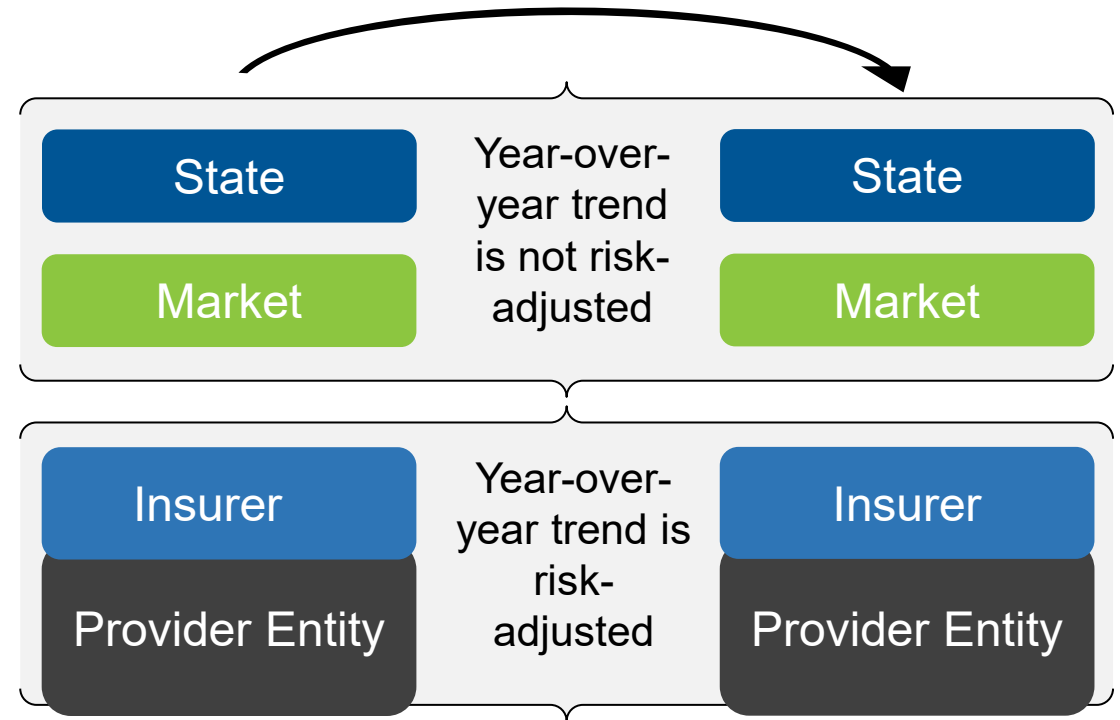 State
Market
Year-over-
year trend
is not risk-
adjusted
State
Market
Insurer
Provider Entity
Year-over-
year trend is
risk-
adjusted
Insurer
Provider Entity